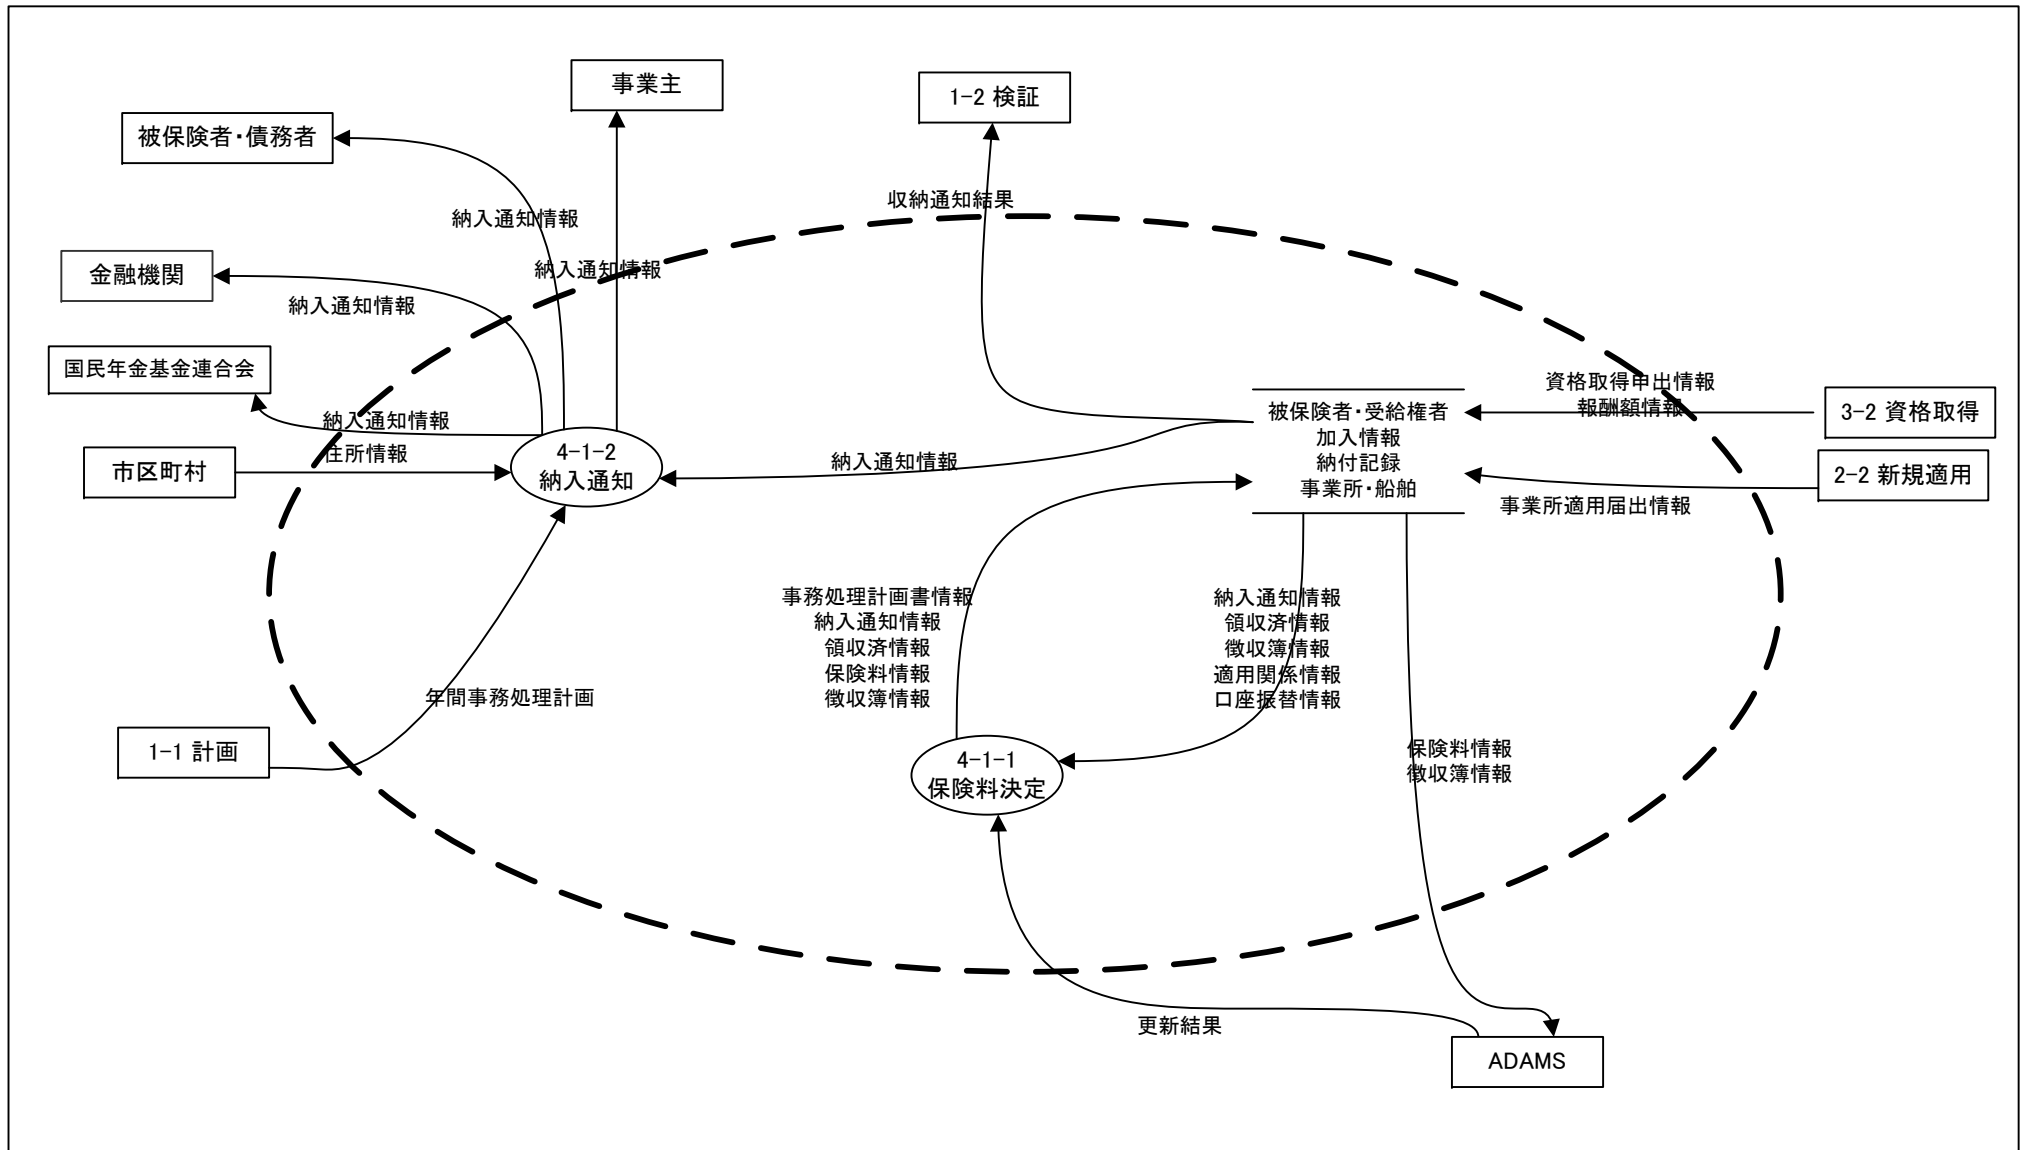 事業主
1-2 検証
被保険者・債務者
収納通知結果
納入通知情報
金融機関
納入通知情報
納入通知情報
国民年金基金連合会
納入通知情報
住所情報
市区町村
4-1-2
納入通知
納入通知情報
被保険者・受給権者
加入情報
納付記録
事業所・船舶
資格取得申出情報
報酬額情報
3-2 資格取得
2-2 新規適用
事業所適用届出情報
事務処理計画書情報
納入通知情報
領収済情報
保険料情報
徴収簿情報
納入通知情報
領収済情報
徴収簿情報
適用関係情報
口座振替情報
年間事務処理計画
1-1 計画
4-1-1
保険料決定
保険料情報
徴収簿情報
更新結果
ADAMS